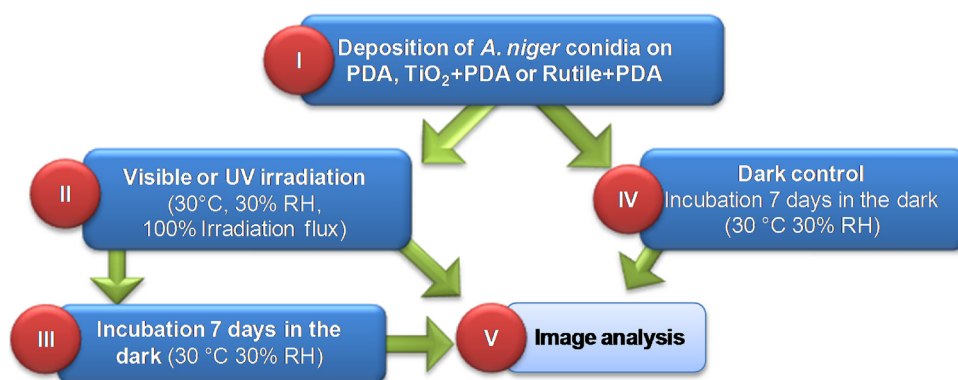 I
Deposition of A. niger conidia on
PDA, TiO₂+PDA or Rutile+PDA
II
Visible or UV irradiation
(30°C, 30% RH,
100% Irradiation flux)
IV
Dark control
Incubation 7 days in the dark
(30 °C 30% RH)
III
Incubation 7 days in the
dark (30 °C 30% RH)
V
Image analysis